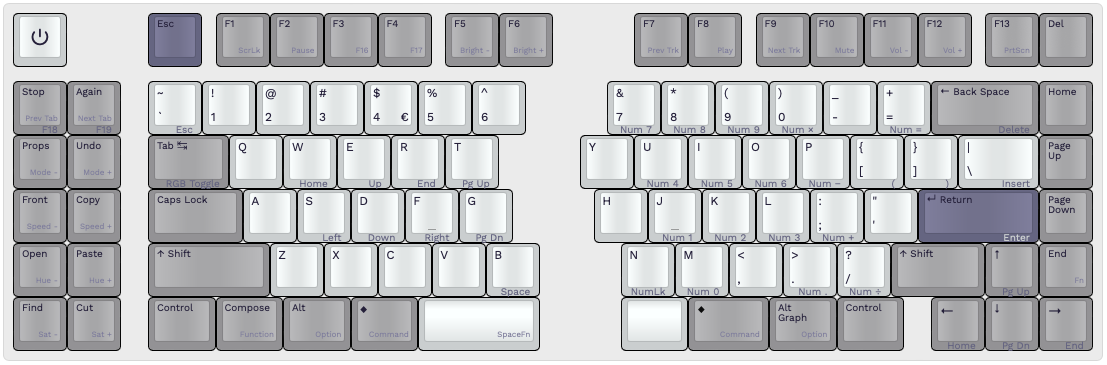 ⏻ Esc F1 F2 F3 F4 F5 F6 F7 F8 F9 F10 F11 F12 F13 Del
ScrLk Pause F16 F17 Bright - Bright + Prev Trk Play Next Trk Mute Vol - Vol + PrtScn
Stop Again ~ ! @ # $ % ^ & * ( ) _ + ← Back Space Home
Prev Tab Next Tab ` 1 2 3 4 € 5 6 7 8 9 0 - =
F18 F19 Esc Num 7 Num 8 Num 9 Num × Num = Delete
Props Undo Tab ↹ Q W E R T Y U I O P { } | Page Up
Mode - Mode + [ ] \
RGB Toggle Home Up End Pg Up Num 4 Num 5 Num 6 Num − ( ) Insert
Front Copy Caps Lock A S D F G H J K L : " ↵ Return Page Down
Speed - Speed + _ _ ; '
Left Down Right Pg Dn Num 1 Num 2 Num 3 Num + Enter
Open Paste ↑ Shift Z X C V B N M < > ? ↑ Shift ↑ End
Hue - Hue + , . / Fn
Space NumLk Num 0 Num . Num ÷ Pg Up
Find Cut Control Compose Alt ◆ ◆ Alt Graph Control ← ↓ →
Sat - Sat + Function Option Command SpaceFn Command Option
Home Pg Dn End